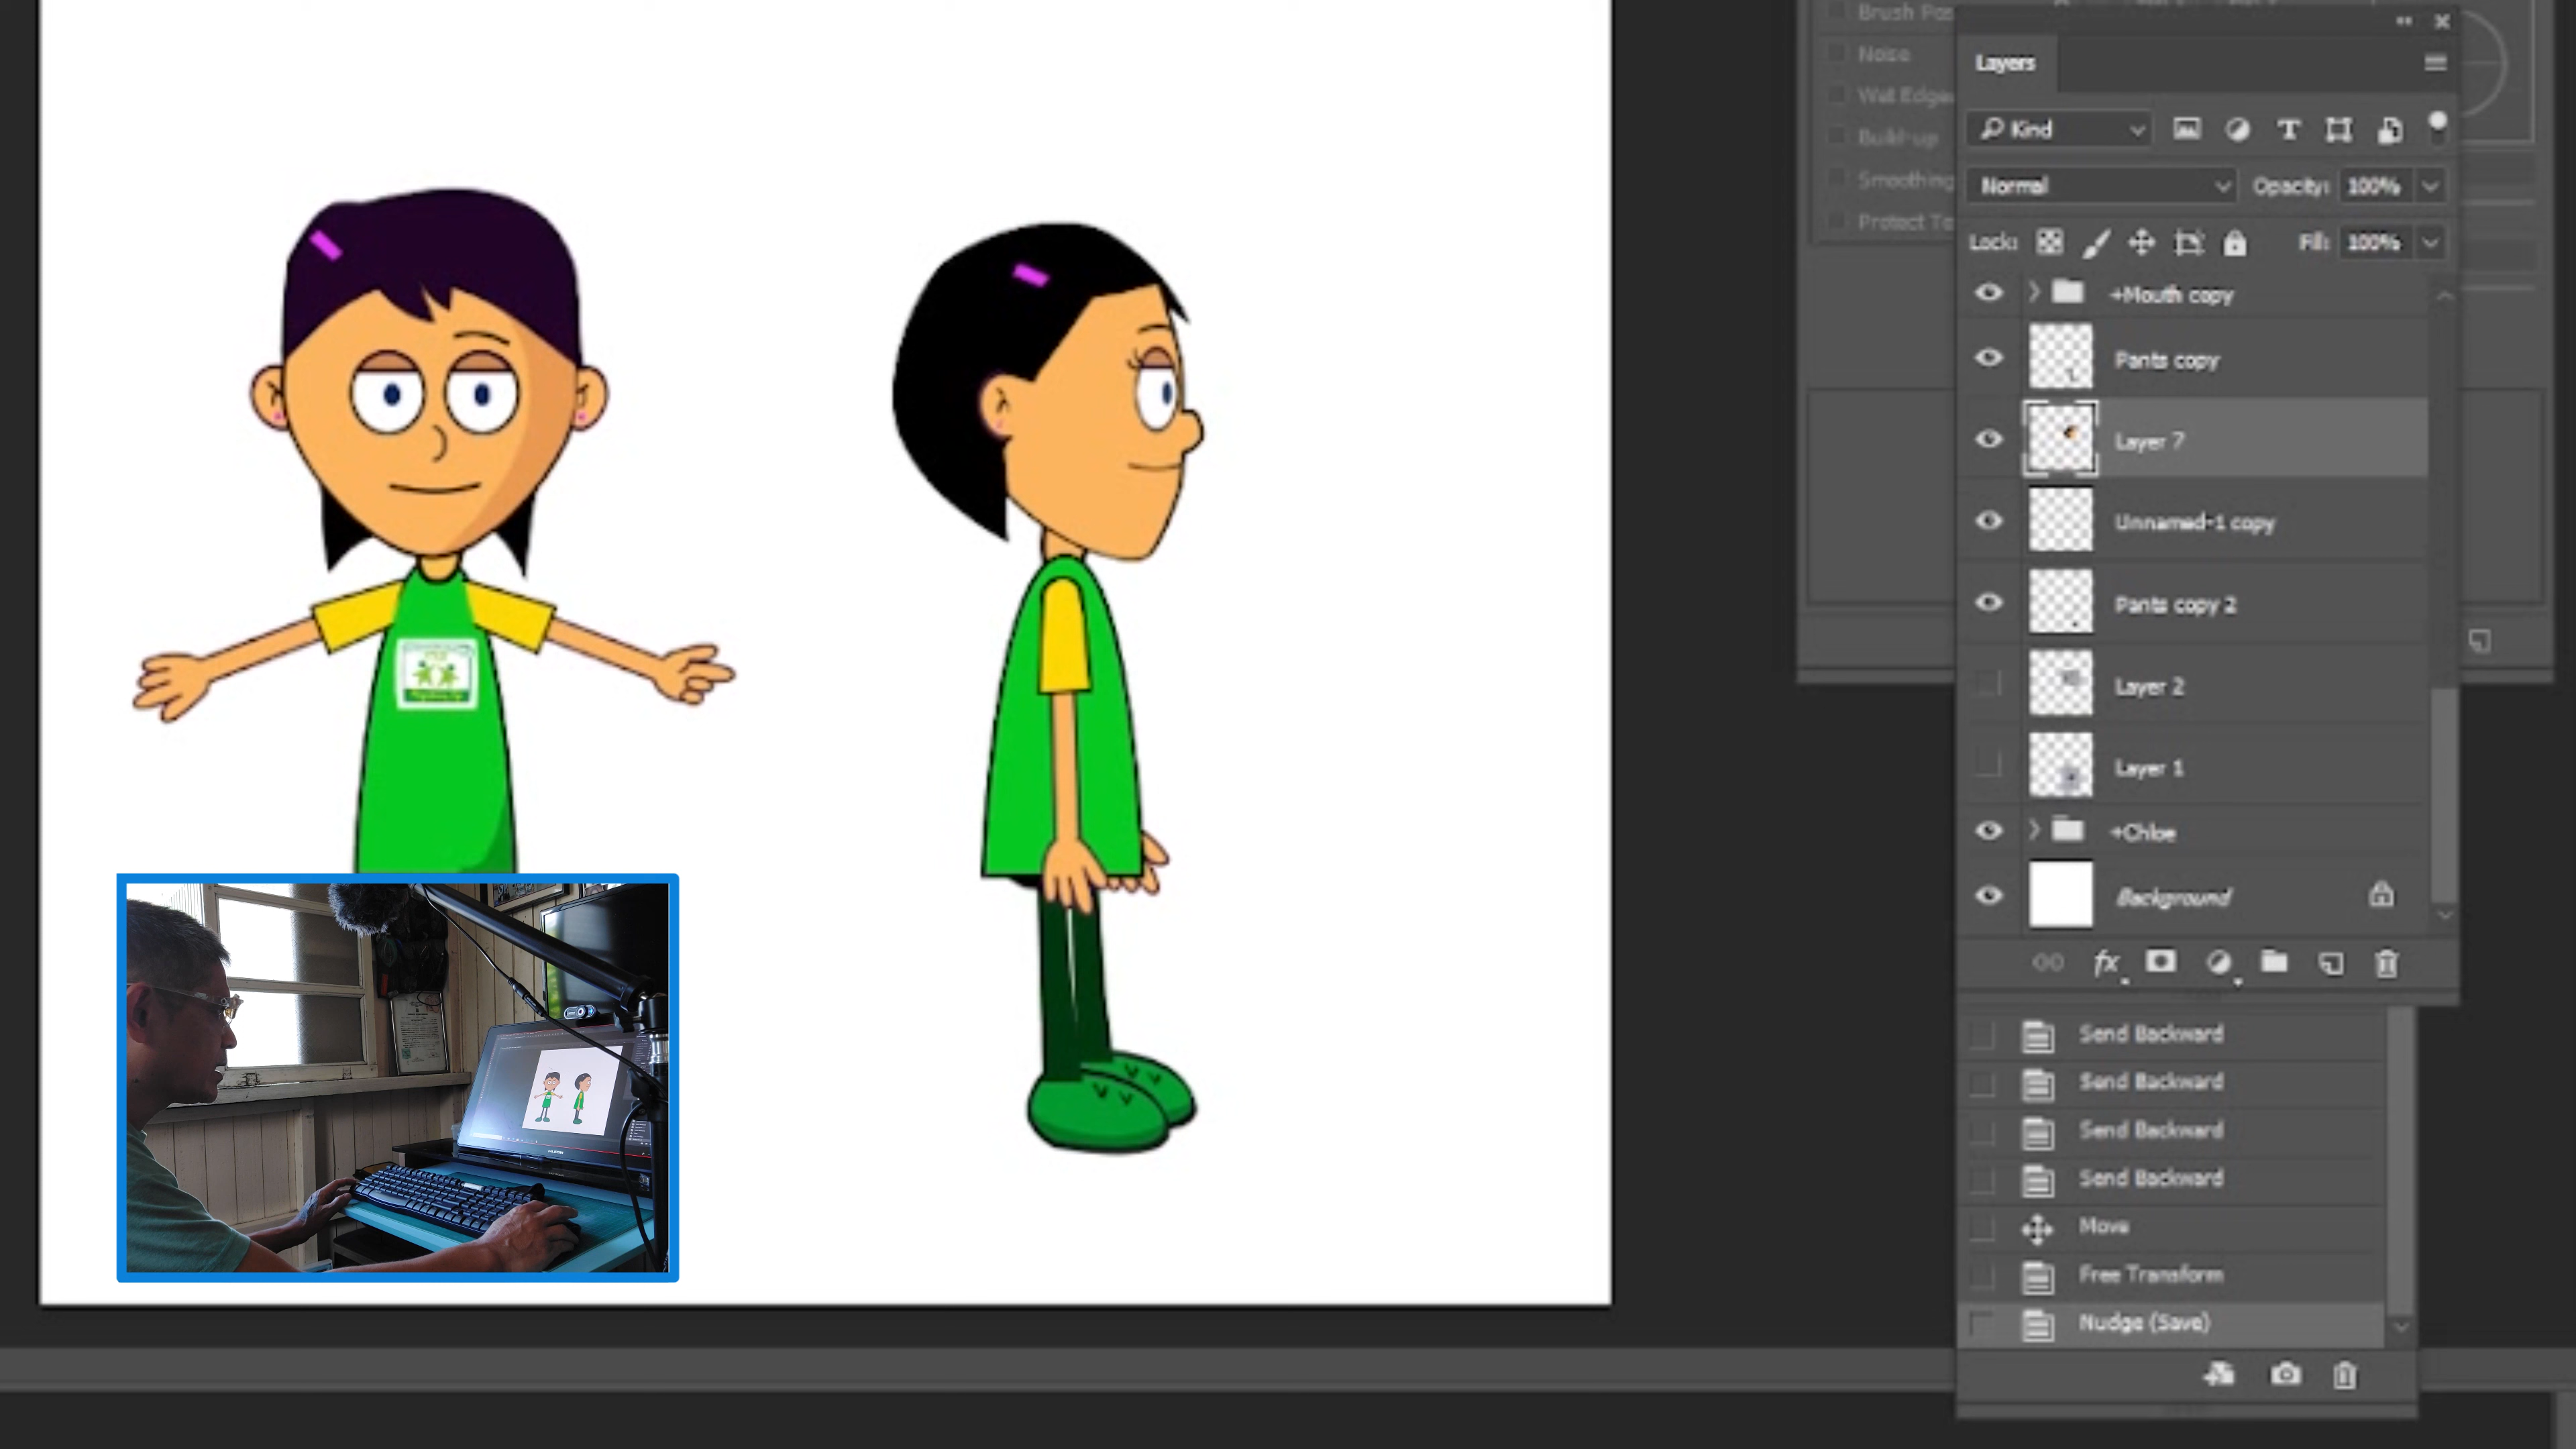 Brush Pos
Noise
Wet Edge
Build-up
Smoothing
Protect Te
Layers
Kind
Normal
Opacity: 100%
Lock:
Fill: 100%
+Mouth copy
Pants copy
Layer 7
Unnamed-1 copy
Pants copy 2
Layer 2
Layer 1
+Chloe
Background
fx
Send Backward
Send Backward
Send Backward
Send Backward
Move
Free Transform
Nudge (Save)